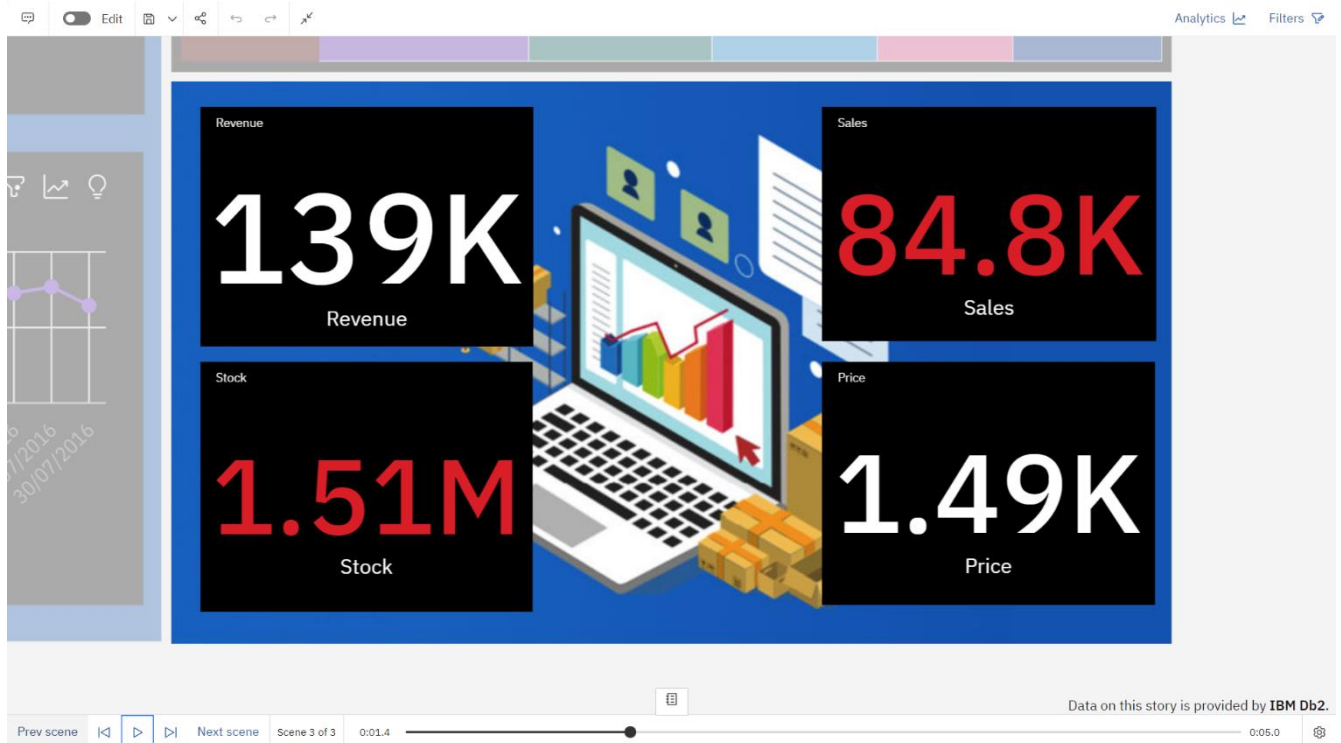 Edit
Analytics
Filters
Revenue
139K
Revenue
Sales
84.8K
Sales
Stock
1.51M
Stock
Price
1.49K
Price
30/07/2016
Data on this story is provided by IBM Db2.
Prev scene
Next scene
Scene 3 of 3
0:01.4
0:05.0